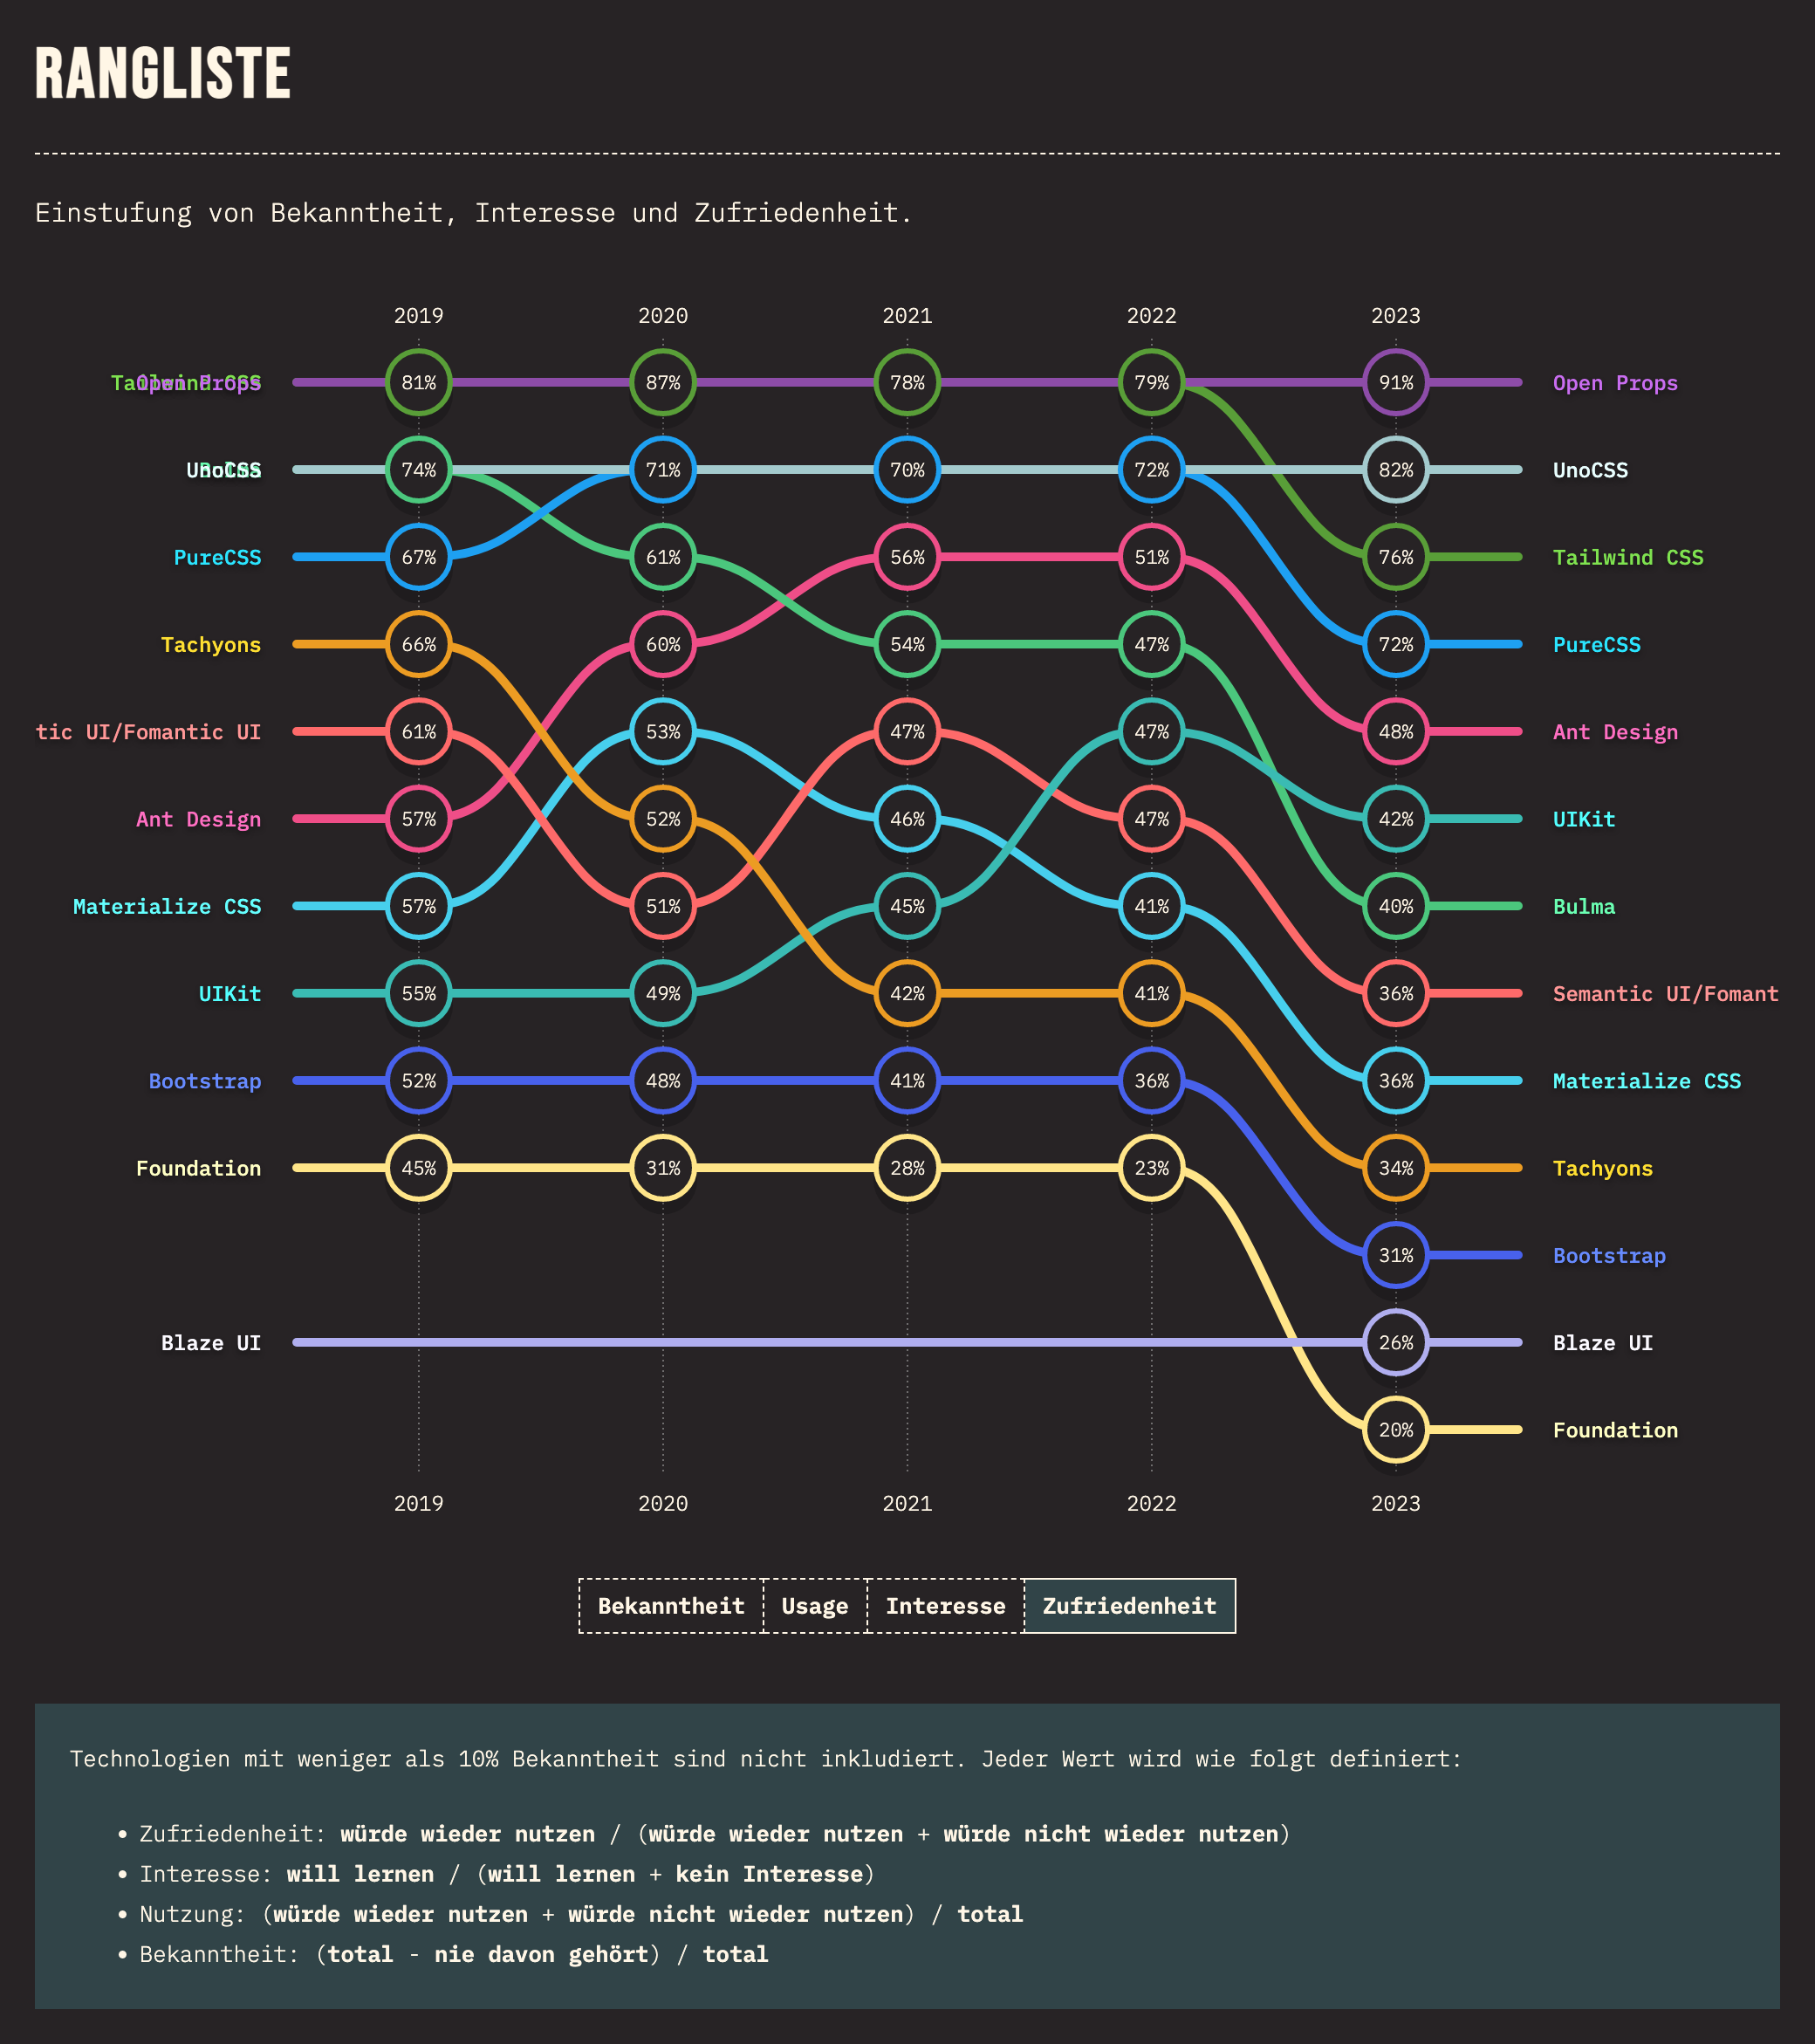 RANGLISTE
Einstufung von Bekanntheit, Interesse und Zufriedenheit.
2019 2020 2021 2022 2023
Tailwind CSS Open Props 81% 87% 78% 79% 91% Open Props
UnoCSS Bulma 74% 71% 70% 72% 82% UnoCSS
PureCSS 67% 61% 56% 51% 76% Tailwind CSS
Tachyons 66% 60% 54% 47% 72% PureCSS
tic UI/Fomantic UI 61% 53% 47% 47% 48% Ant Design
Ant Design 57% 52% 46% 47% 42% UIKit
Materialize CSS 57% 51% 45% 41% 40% Bulma
UIKit 55% 49% 42% 41% 36% Semantic UI/Fomant
Bootstrap 52% 48% 41% 36% 36% Materialize CSS
Foundation 45% 31% 28% 23% 34% Tachyons
31% Bootstrap
Blaze UI 26% Blaze UI
20% Foundation
2019 2020 2021 2022 2023
Bekanntheit Usage Interesse Zufriedenheit
Technologien mit weniger als 10% Bekanntheit sind nicht inkludiert. Jeder Wert wird wie folgt definiert:
• Zufriedenheit: würde wieder nutzen / (würde wieder nutzen + würde nicht wieder nutzen)
• Interesse: will lernen / (will lernen + kein Interesse)
• Nutzung: (würde wieder nutzen + würde nicht wieder nutzen) / total
• Bekanntheit: (total - nie davon gehört) / total